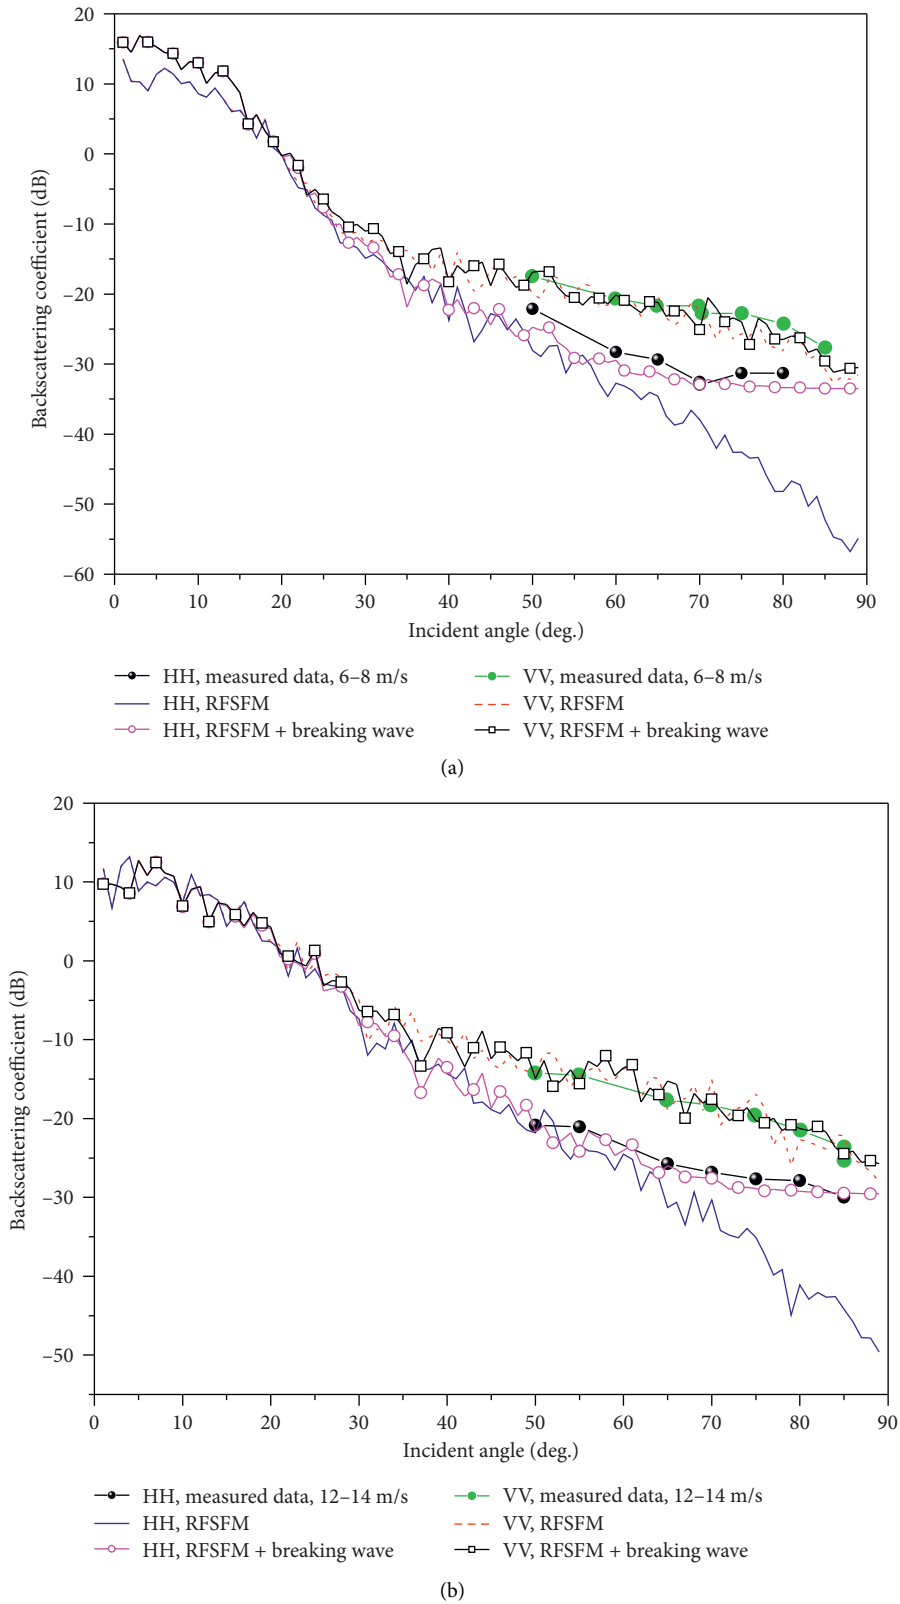 20
10
0
−10
−20
−30
−40
−50
−60
Backscattering coefficient (dB)
0 10 20 30 40 50 60 70 80 90
Incident angle (deg.)
HH, measured data, 6–8 m/s
HH, RFSFM
HH, RFSFM + breaking wave
VV, measured data, 6–8 m/s
VV, RFSFM
VV, RFSFM + breaking wave
(a)
20
10
0
−10
−20
−30
−40
−50
Backscattering coefficient (dB)
0 10 20 30 40 50 60 70 80 90
Incident angle (deg.)
HH, measured data, 12–14 m/s
HH, RFSFM
HH, RFSFM + breaking wave
VV, measured data, 12–14 m/s
VV, RFSFM
VV, RFSFM + breaking wave
(b)